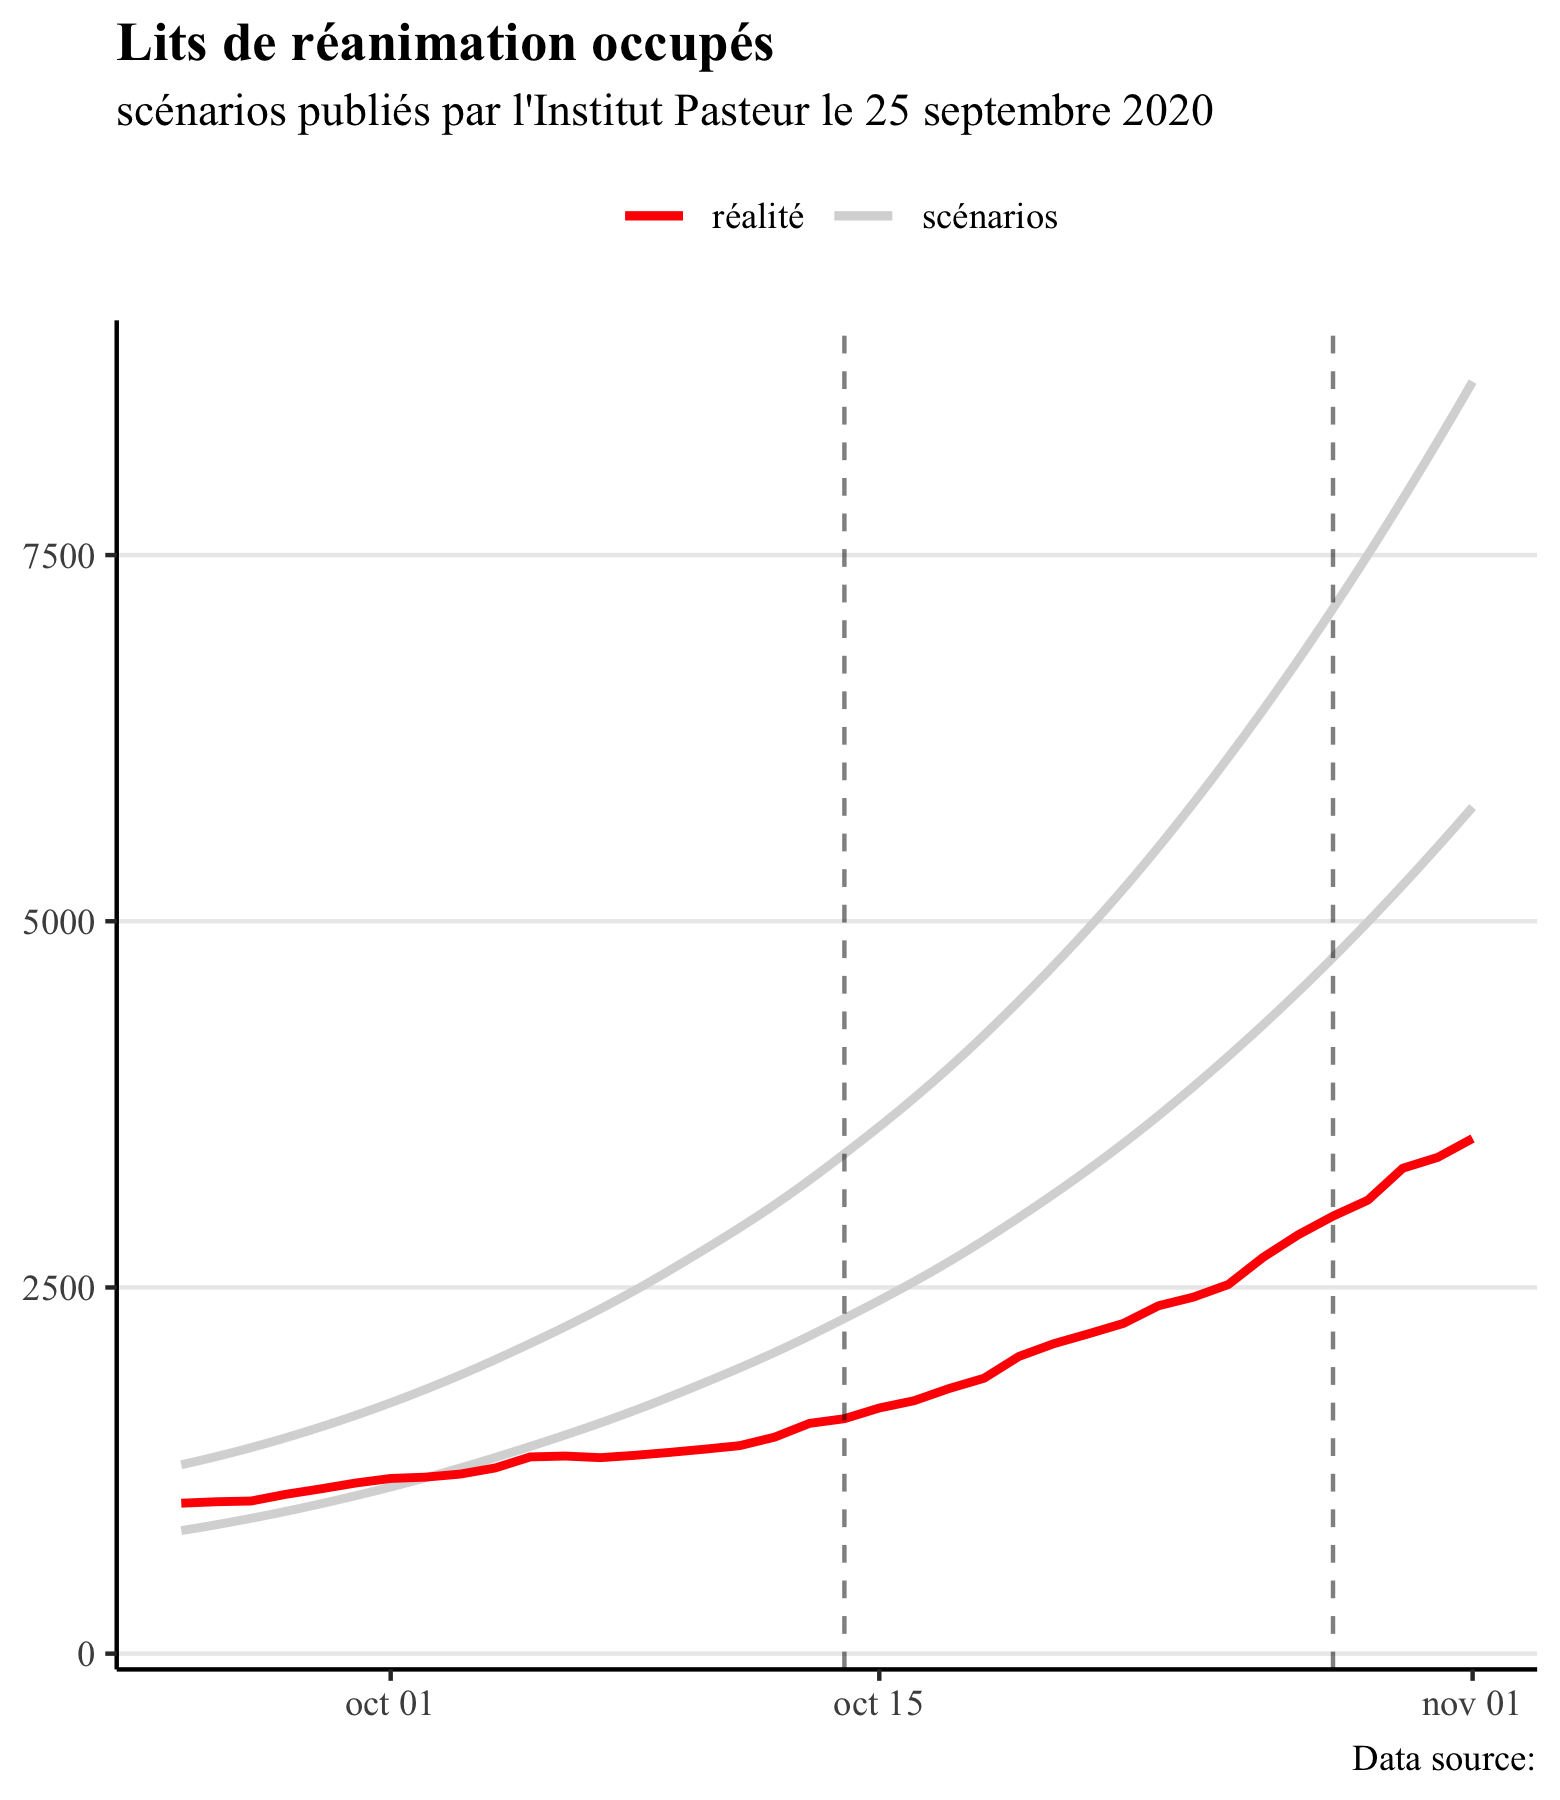 Lits de réanimation occupés
scénarios publiés par l'Institut Pasteur le 25 septembre 2020
réalité scénarios
7500
5000
2500
0
oct 01 oct 15 nov 01
Data source: